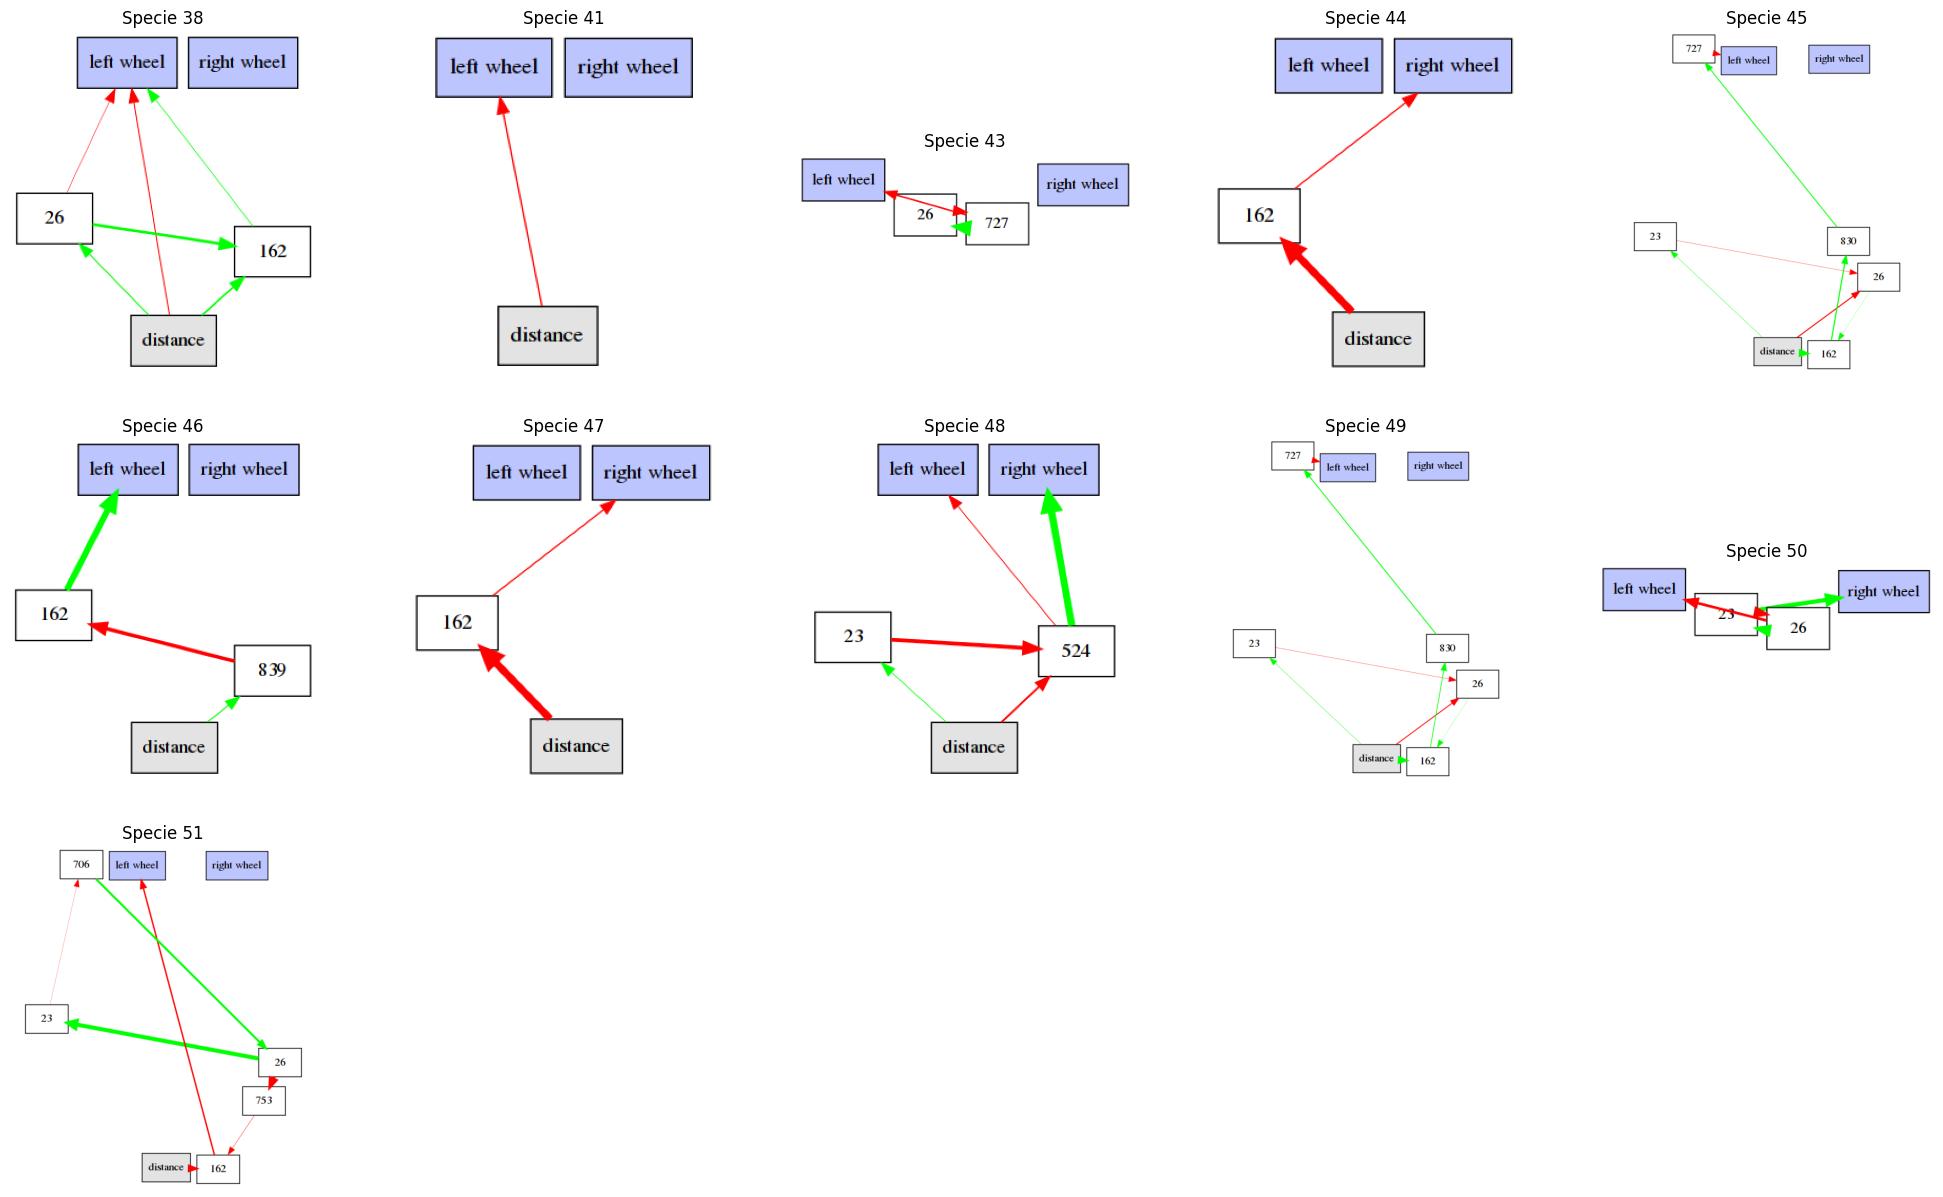 Specie 38
left wheel
right wheel
26
162
distance
Specie 41
left wheel
right wheel
distance
Specie 43
left wheel
right wheel
26
727
Specie 44
left wheel
right wheel
162
distance
Specie 45
727
left wheel
right wheel
23
830
26
distance
162
Specie 46
left wheel
right wheel
162
839
distance
Specie 47
left wheel
right wheel
162
distance
Specie 48
left wheel
right wheel
23
524
distance
Specie 49
727
left wheel
right wheel
23
830
26
distance
162
Specie 50
left wheel
right wheel
23
26
Specie 51
706
left wheel
right wheel
23
26
753
distance
162